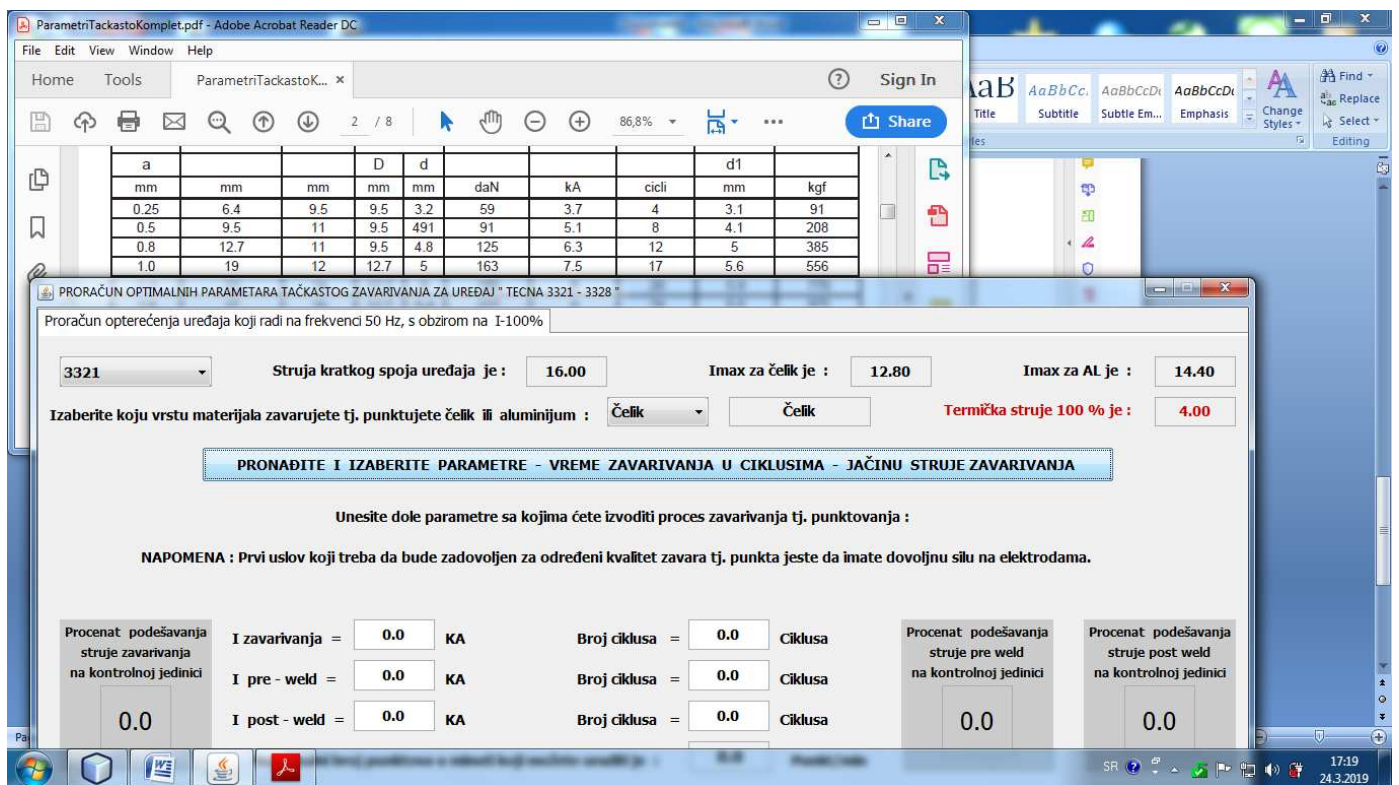 ParametriTackastoKomplet.pdf - Adobe Acrobat Reader DC
File Edit View Window Help
Home Tools ParametriTackastoK... × ? Sign In
2 / 8 86,8% Share
AaB AaBbCc. AaBbCcDc AaBbCcDc
Title Subtitle Subtle Em... Emphasis
Change Styles
Find
Replace
Select
Editing
a D d d1
mm mm mm mm mm daN kA cicli mm kgf
0.25 6.4 9.5 9.5 3.2 59 3.7 4 3.1 91
0.5 9.5 11 9.5 491 91 5.1 8 4.1 208
0.8 12.7 11 9.5 4.8 125 6.3 12 5 385
1.0 19 12 12.7 5 163 7.5 17 5.6 556
PRORAČUN OPTIMALNIH PARAMETARA TAČKASTOG ZAVARIVANJA ZA UREĐAJ " TECNA 3321 - 3328 "
Proračun opterećenja uređaja koji radi na frekvenci 50 Hz, s obzirom na I-100%
3321 Struja kratkog spoja uređaja je : 16.00 Imax za čelik je : 12.80 Imax za AL je : 14.40
Izaberite koju vrstu materijala zavarujete tj. punktujete čelik ili aluminijum : Čelik Čelik Termička struje 100 % je : 4.00
PRONAĐITE I IZABERITE PARAMETRE - VREME ZAVARIVANJA U CIKLUSIMA - JAČINU STRUJE ZAVARIVANJA
Unesite dole parametre sa kojima ćete izvoditi proces zavarivanja tj. punktovanja :
NAPOMENA : Prvi uslov koji treba da bude zadovoljen za određeni kvalitet zavara tj. punkta jeste da imate dovoljnu silu na elektrodama.
Procenat podešavanja
struje zavarivanja
na kontrolnoj jedinici
0.0
I zavarivanja = 0.0 KA Broj ciklusa = 0.0 Ciklusa
I pre - weld = 0.0 KA Broj ciklusa = 0.0 Ciklusa
I post - weld = 0.0 KA Broj ciklusa = 0.0 Ciklusa
Procenat podešavanja
struje pre weld
na kontrolnoj jedinici
0.0
Procenat podešavanja
struje post weld
na kontrolnoj jedinici
0.0
SR
17:19
24.3.2019